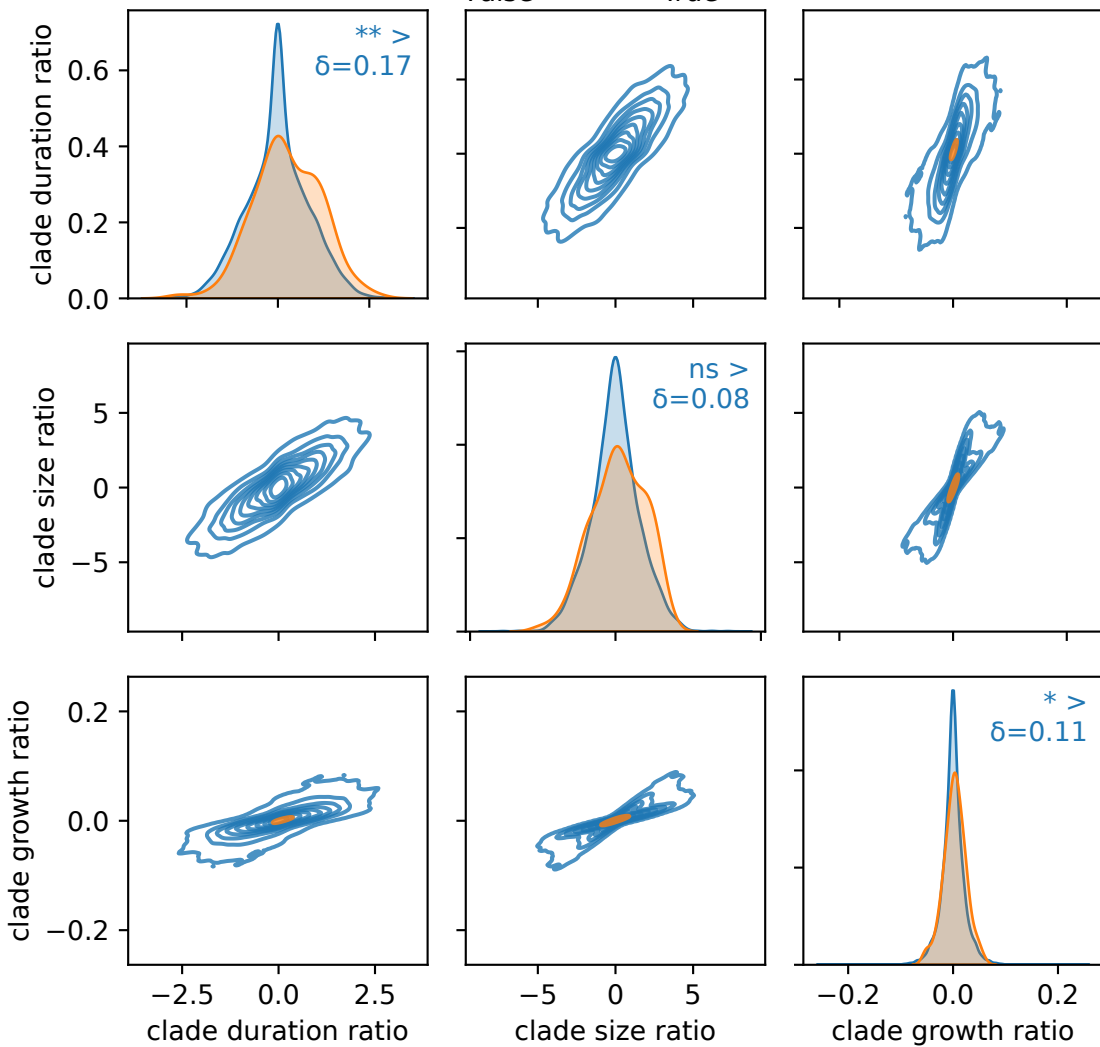 clade duration ratio
0.6
0.4
0.2
0.0
** >
δ=0.17
clade size ratio
5
0
−5
ns >
δ=0.08
clade growth ratio
0.2
0.0
−0.2
* >
δ=0.11
−2.5 0.0 2.5
−5 0 5
−0.2 0.0 0.2
clade duration ratio
clade size ratio
clade growth ratio